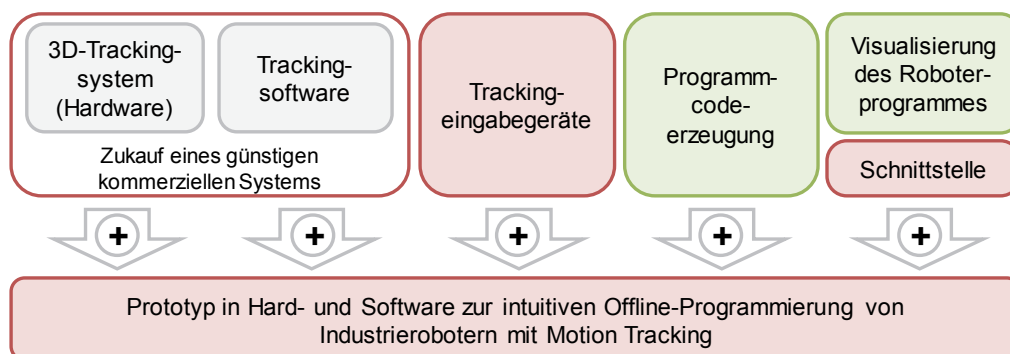 3D-Tracking-
system
(Hardware)
Tracking-
software
Zukauf eines günstigen
kommerziellen Systems
Tracking-
eingabegeräte
Programm-
code-
erzeugung
Visualisierung
des Roboter-
programmes
Schnittstelle
+
+
+
+
+
Prototyp in Hard- und Software zur intuitiven Offline-Programmierung von
Industrierobotern mit Motion Tracking